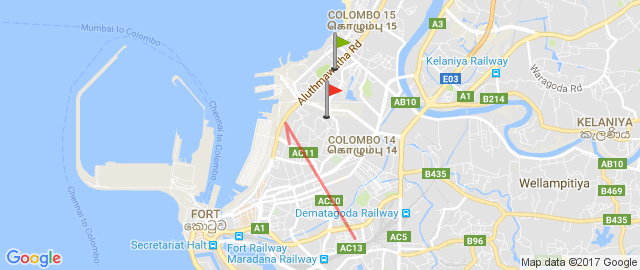 COLOMBO 15
கொழும்பு 15
A3
Mumbai to Colombo
Aluthmawatha Rd
Kelaniya Railway
E03
Waragoda Rd
A1
AB10
B214
Chennai to Colombo
KELANIYA
කැලණිය
COLOMBO 14
கொழும்பு 14
AC11
AB10
B435
Wellampitiya
B469
AC30
FORT
කොටුව
Dematagoda Railway
B435
A1
AC5
B96
Secretariat Halt
Fort Railway
AC13
Maradana Railway
Chennai to Colombo
Google
Map data ©2017 Google